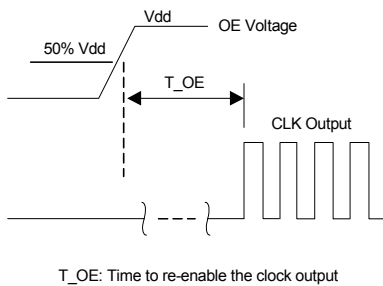 Vdd
OE Voltage
50% Vdd
T_OE
CLK Output
T_OE: Time to re-enable the clock output